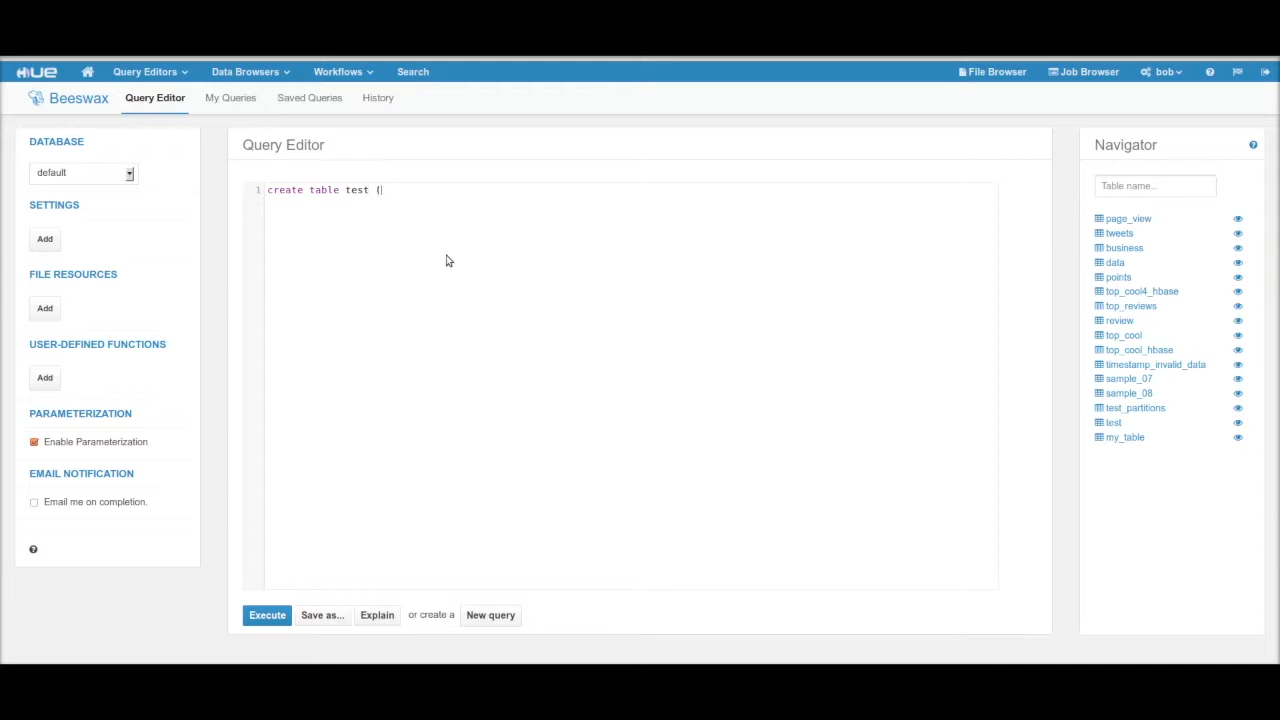 HUE Query Editors Data Browsers Workflows Search File Browser Job Browser bob
Beeswax Query Editor My Queries Saved Queries History
DATABASE
default
SETTINGS
Add
FILE RESOURCES
Add
USER-DEFINED FUNCTIONS
Add
PARAMETERIZATION
Enable Parameterization
EMAIL NOTIFICATION
Email me on completion.
Query Editor
1 create table test (
Execute Save as... Explain or create a New query
Navigator
Table name...
page_view
tweets
business
data
points
top_cool4_hbase
top_reviews
review
top_cool
top_cool_hbase
timestamp_invalid_data
sample_07
sample_08
test_partitions
test
my_table